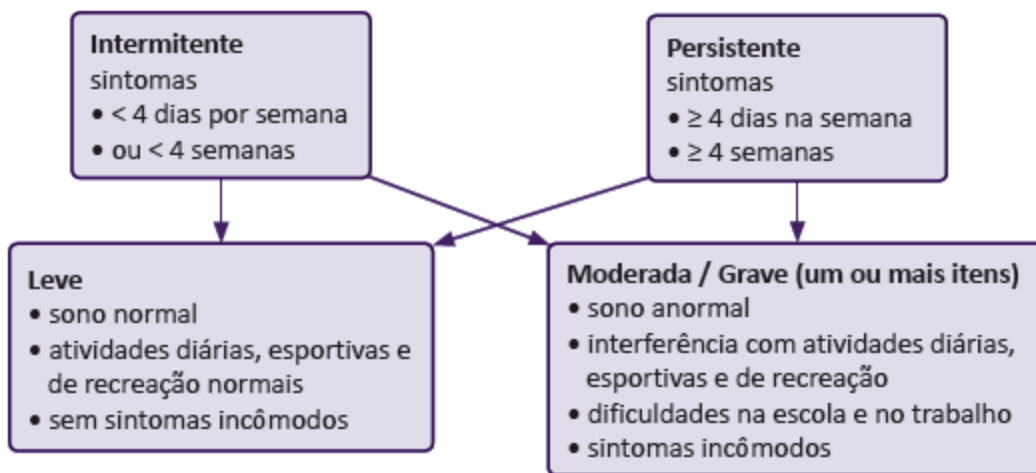 Intermitente
sintomas
• < 4 dias por semana
• ou < 4 semanas
Persistente
sintomas
• ≥ 4 dias na semana
• ≥ 4 semanas
Leve
• sono normal
• atividades diárias, esportivas e
de recreação normais
• sem sintomas incômodos
Moderada / Grave (um ou mais itens)
• sono anormal
• interferência com atividades diárias,
esportivas e de recreação
• dificuldades na escola e no trabalho
• sintomas incômodos